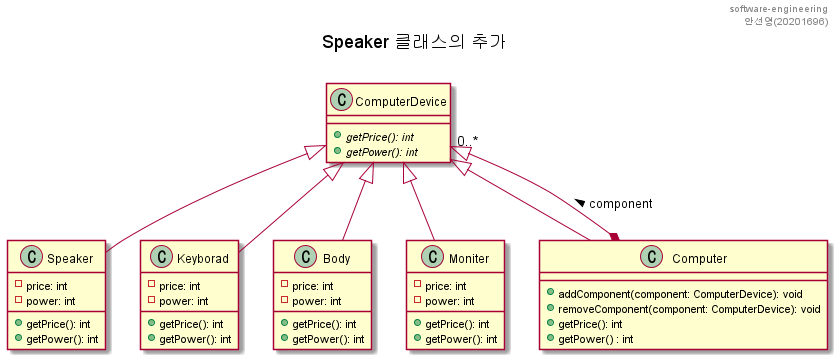 software-engineering
안선영(20201696)
Speaker 클래스의 추가
C ComputerDevice
getPrice(): int
getPower(): int
0..*
component
C Speaker
price: int
power: int
getPrice(): int
getPower(): int
C Keyborad
price: int
power: int
getPrice(): int
getPower(): int
C Body
price: int
power: int
getPrice(): int
getPower(): int
C Moniter
price: int
power: int
getPrice(): int
getPower(): int
C Computer
addComponent(component: ComputerDevice): void
removeComponent(component: ComputerDevice): void
getPrice(): int
getPower() : int